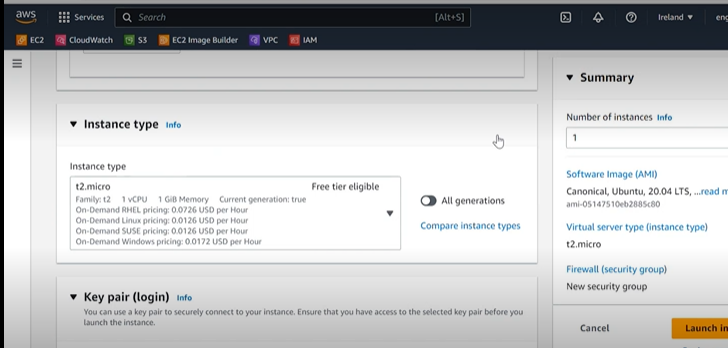 aws
Services
Search
[Alt+S]
Ireland
EC2
CloudWatch
S3
EC2 Image Builder
VPC
IAM
Instance type Info
Instance type
t2.micro
Free tier eligible
Family: t2 1 vCPU 1 GiB Memory Current generation: true
On-Demand RHEL pricing: 0.0726 USD per Hour
On-Demand Linux pricing: 0.0126 USD per Hour
On-Demand SUSE pricing: 0.0126 USD per Hour
On-Demand Windows pricing: 0.0172 USD per Hour
All generations
Compare instance types
Key pair (login) Info
You can use a key pair to securely connect to your instance. Ensure that you have access to the selected key pair before you
launch the instance.
Summary
Number of instances Info
1
Software Image (AMI)
Canonical, Ubuntu, 20.04 LTS, ...read
ami-05147510eb2885c80
Virtual server type (instance type)
t2.micro
Firewall (security group)
New security group
Cancel
Launch in